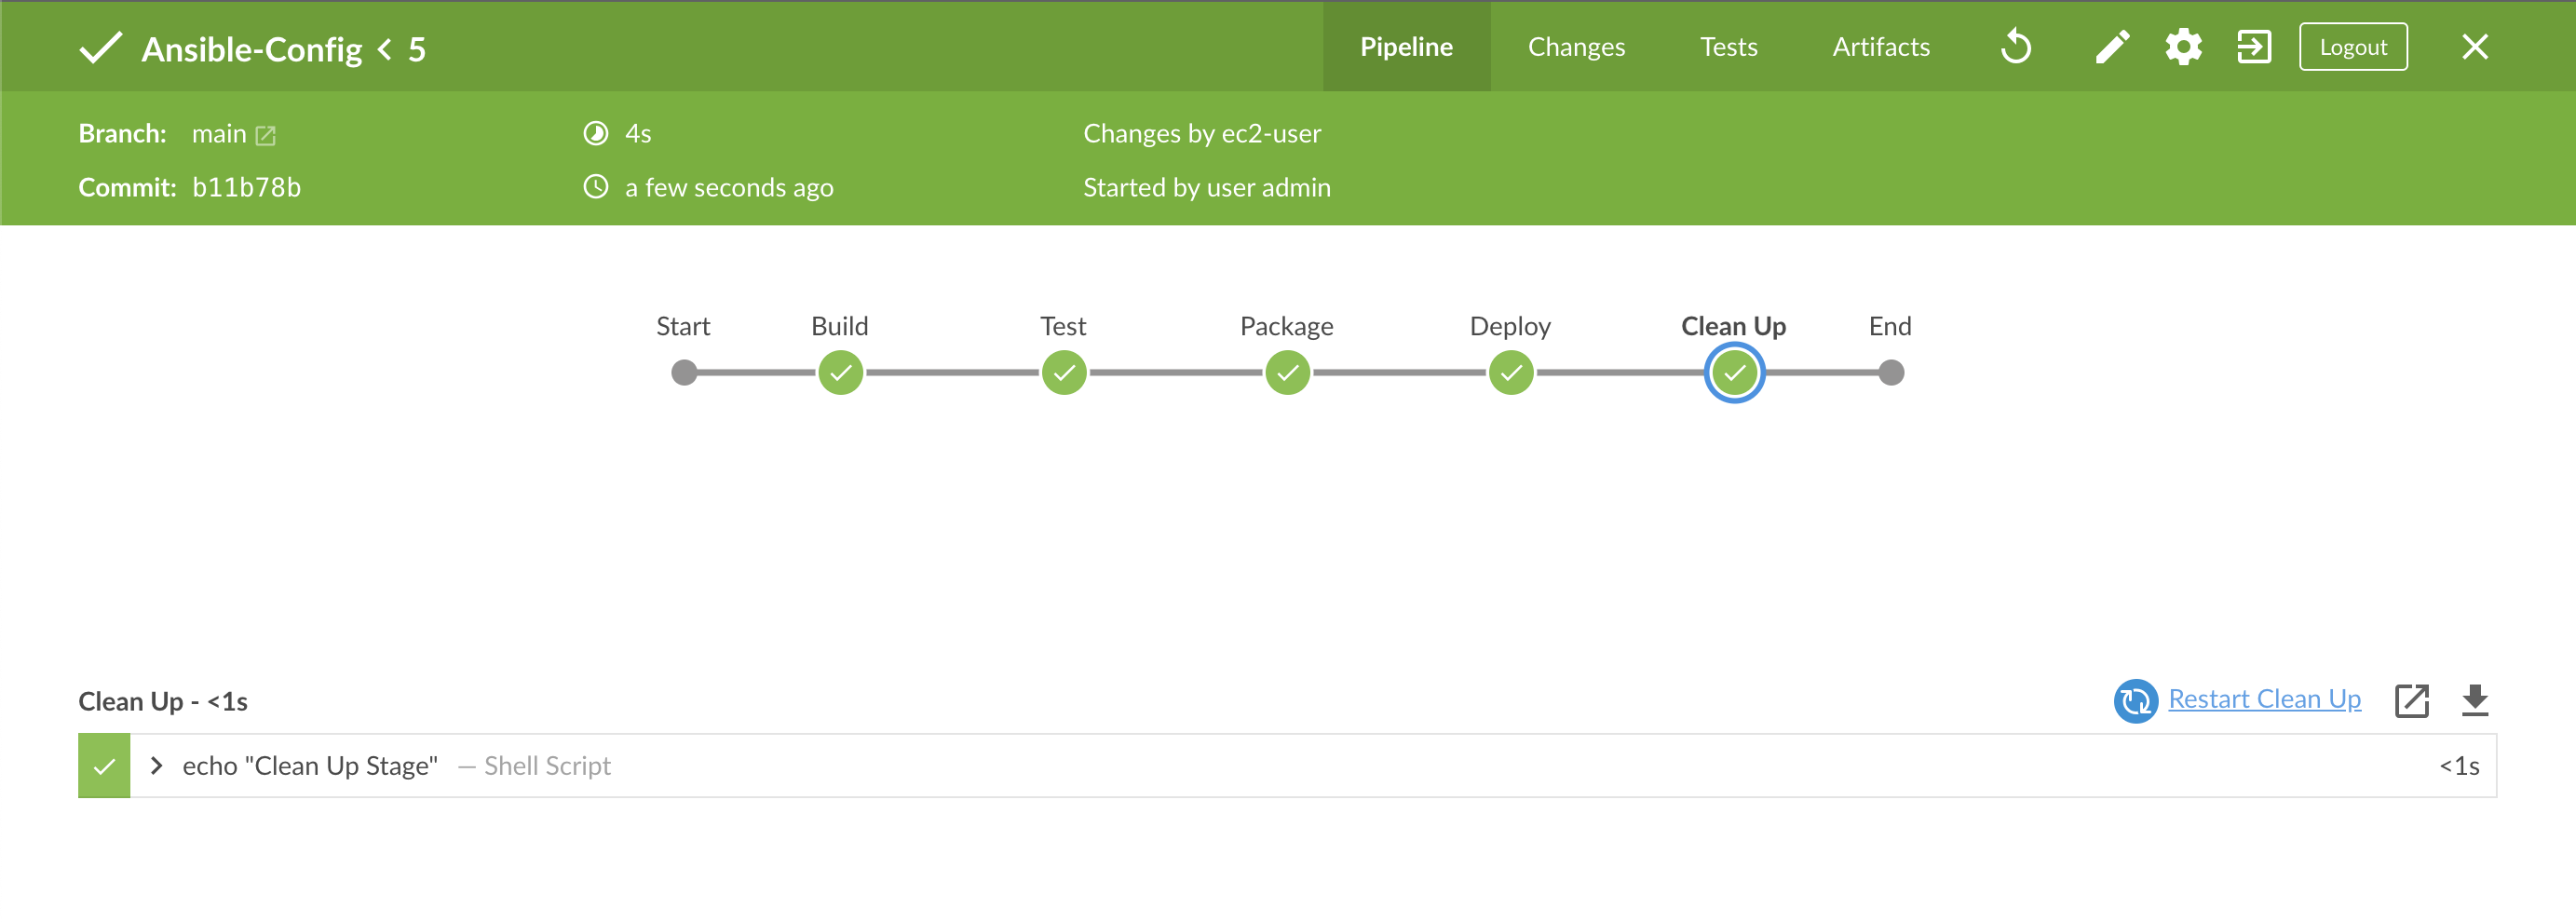 Ansible-Config < 5
Pipeline Changes Tests Artifacts Logout
Branch: main
4s
Changes by ec2-user
Commit: b11b78b
a few seconds ago
Started by user admin
Start Build Test Package Deploy Clean Up End
Clean Up - <1s
Restart Clean Up
echo "Clean Up Stage" — Shell Script
<1s